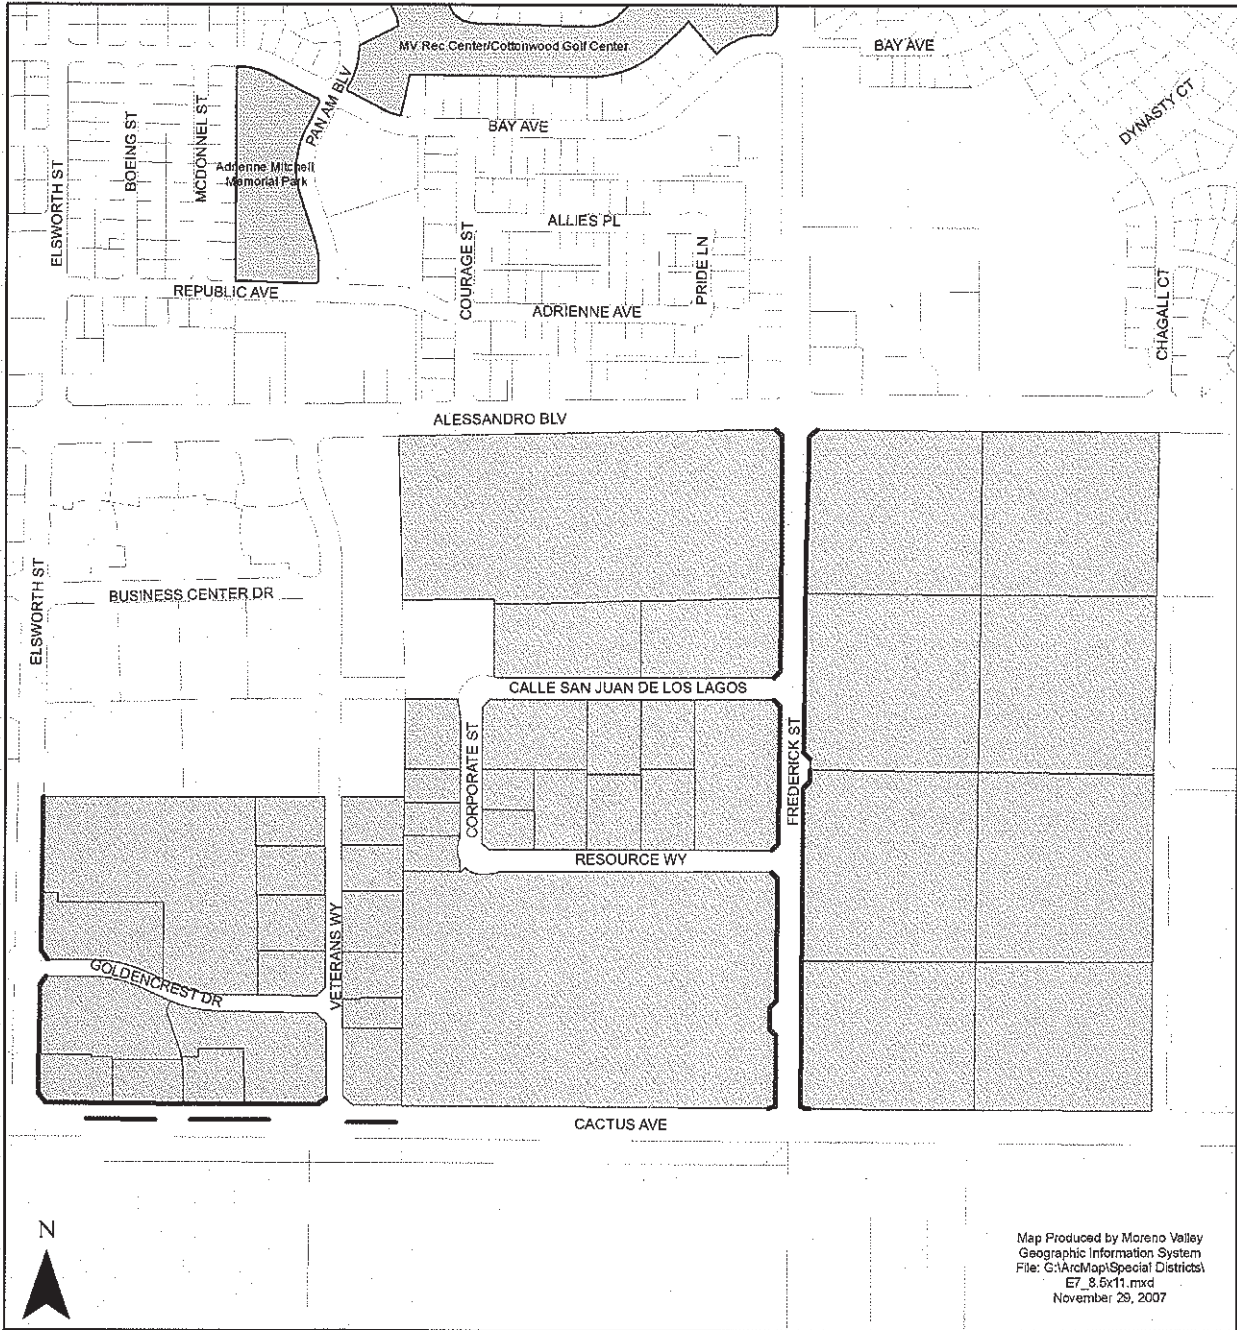 MV Rec Center/Cottonwood Golf Center
BAY AVE
PAN AM BLV
DYNASTY CT
BAY AVE
BOEING ST
MCDONNEL ST
ELSWORTH ST
Adrienne Mitchell
Memorial Park
ALLIES PL
COURAGE ST
PRIDE LN
REPUBLIC AVE
ADRIENNE AVE
CHAGALL CT
ALESSANDRO BLV
ELSWORTH ST
BUSINESS CENTER DR
CALLE SAN JUAN DE LOS LAGOS
CORPORATE ST
FREDERICK ST
RESOURCE WY
VETERANS WY
GOLDENCREST DR
CACTUS AVE
N
Map Produced by Moreno Valley
Geographic Information System
File: G:\ArcMap\Special Districts\
E7_8.5x11.mxd
November 29, 2007